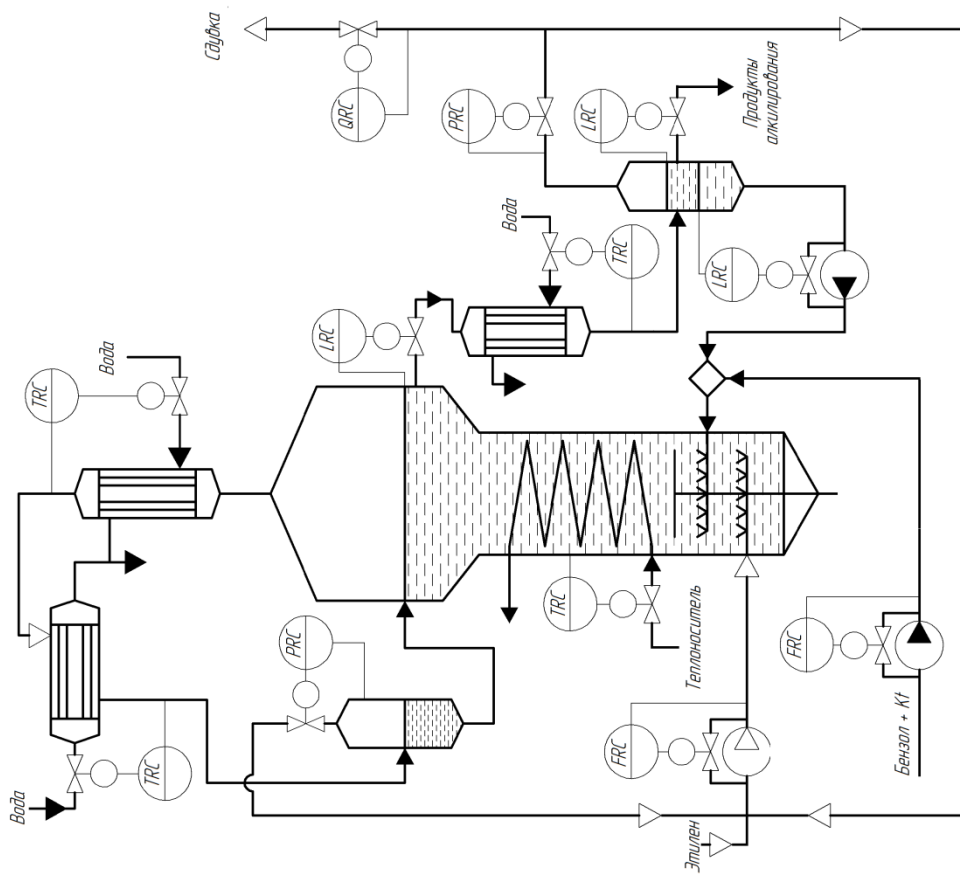 Сдувка
QRC
PRC
LRC
Продукты
алкилирования
Вода
TRC
LRC
LRC
Вода
TRC
PRC
TRC
Теплоноситель
Вода
TRC
FRC
FRC
Этилен
Бензол + Kt